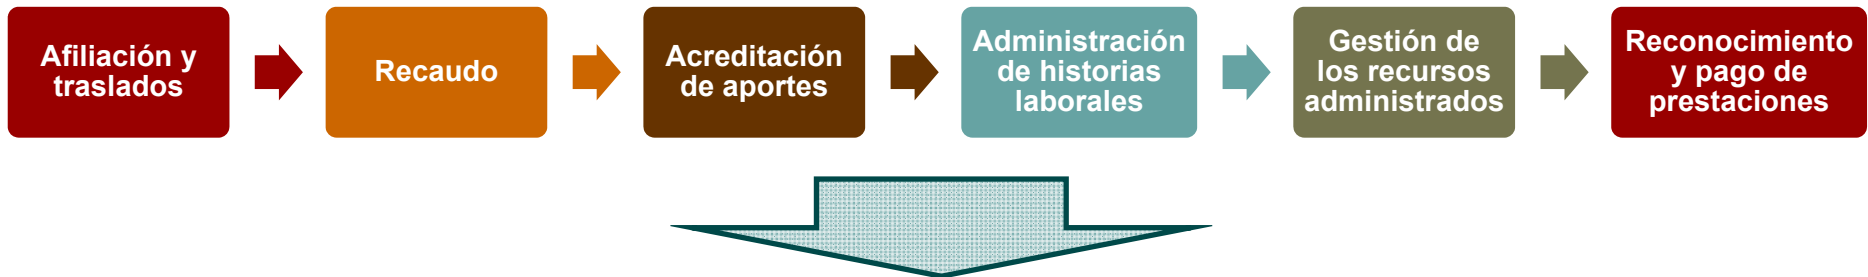 Afiliación y
traslados
Recaudo
Acreditación
de aportes
Administración
de historias
laborales
Gestión de
los recursos
administrados
Reconocimiento
y pago de
prestaciones